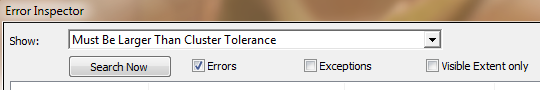 Error Inspector
Show: Must Be Larger Than Cluster Tolerance
Search Now Errors Exceptions Visible Extent only